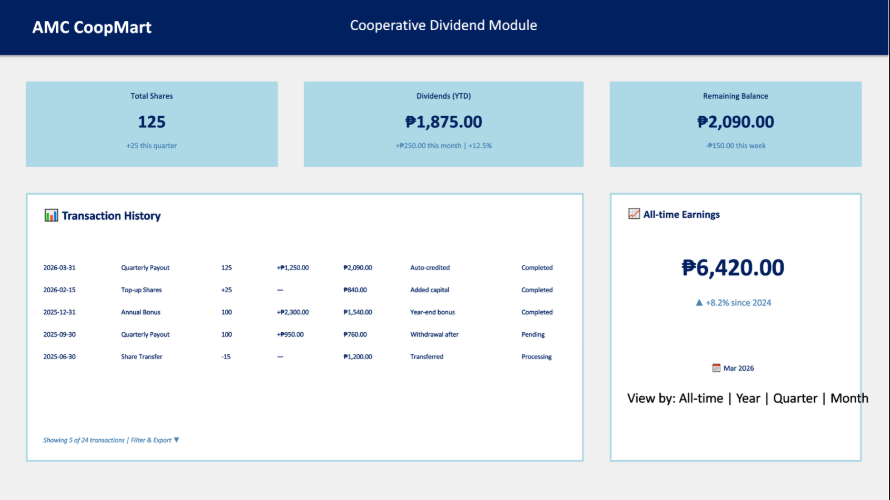 AMC CoopMart
Cooperative Dividend Module
Total Shares
125
+25 this quarter
Dividends (YTD)
₱1,875.00
+₱250.00 this month | +12.5%
Remaining Balance
₱2,090.00
-₱150.00 this week
Transaction History
2026-03-31 Quarterly Payout 125 +₱1,250.00 ₱2,090.00 Auto-credited Completed
2026-02-15 Top-up Shares +25 — ₱840.00 Added capital Completed
2025-12-31 Annual Bonus 100 +₱2,300.00 ₱1,540.00 Year-end bonus Completed
2025-09-30 Quarterly Payout 100 +₱950.00 ₱760.00 Withdrawal after Pending
2025-06-30 Share Transfer -15 — ₱1,200.00 Transferred Processing
Showing 5 of 24 transactions | Filter & Export ▼
All-time Earnings
₱6,420.00
▲ +8.2% since 2024
Mar 2026
View by: All-time | Year | Quarter | Month